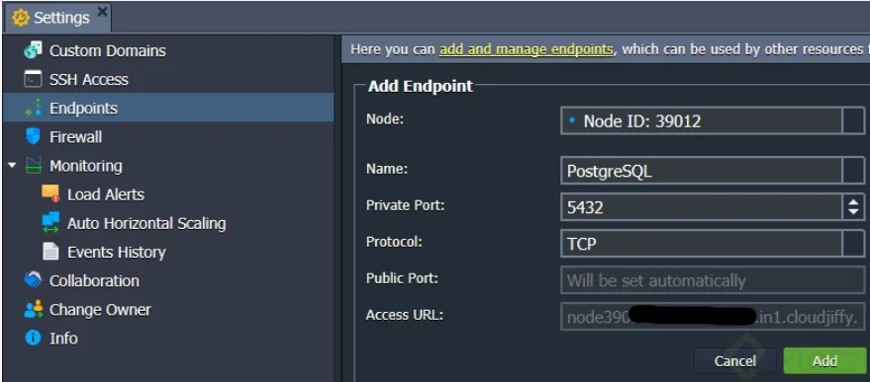 Settings
Custom Domains
SSH Access
Endpoints
Firewall
Monitoring
Load Alerts
Auto Horizontal Scaling
Events History
Collaboration
Change Owner
Info
Here you can add and manage endpoints, which can be used by other resources
Add Endpoint
Node: Node ID: 39012
Name: PostgreSQL
Private Port: 5432
Protocol: TCP
Public Port: Will be set automatically
Access URL: node390 .in1.cloudjiffy.
Cancel Add